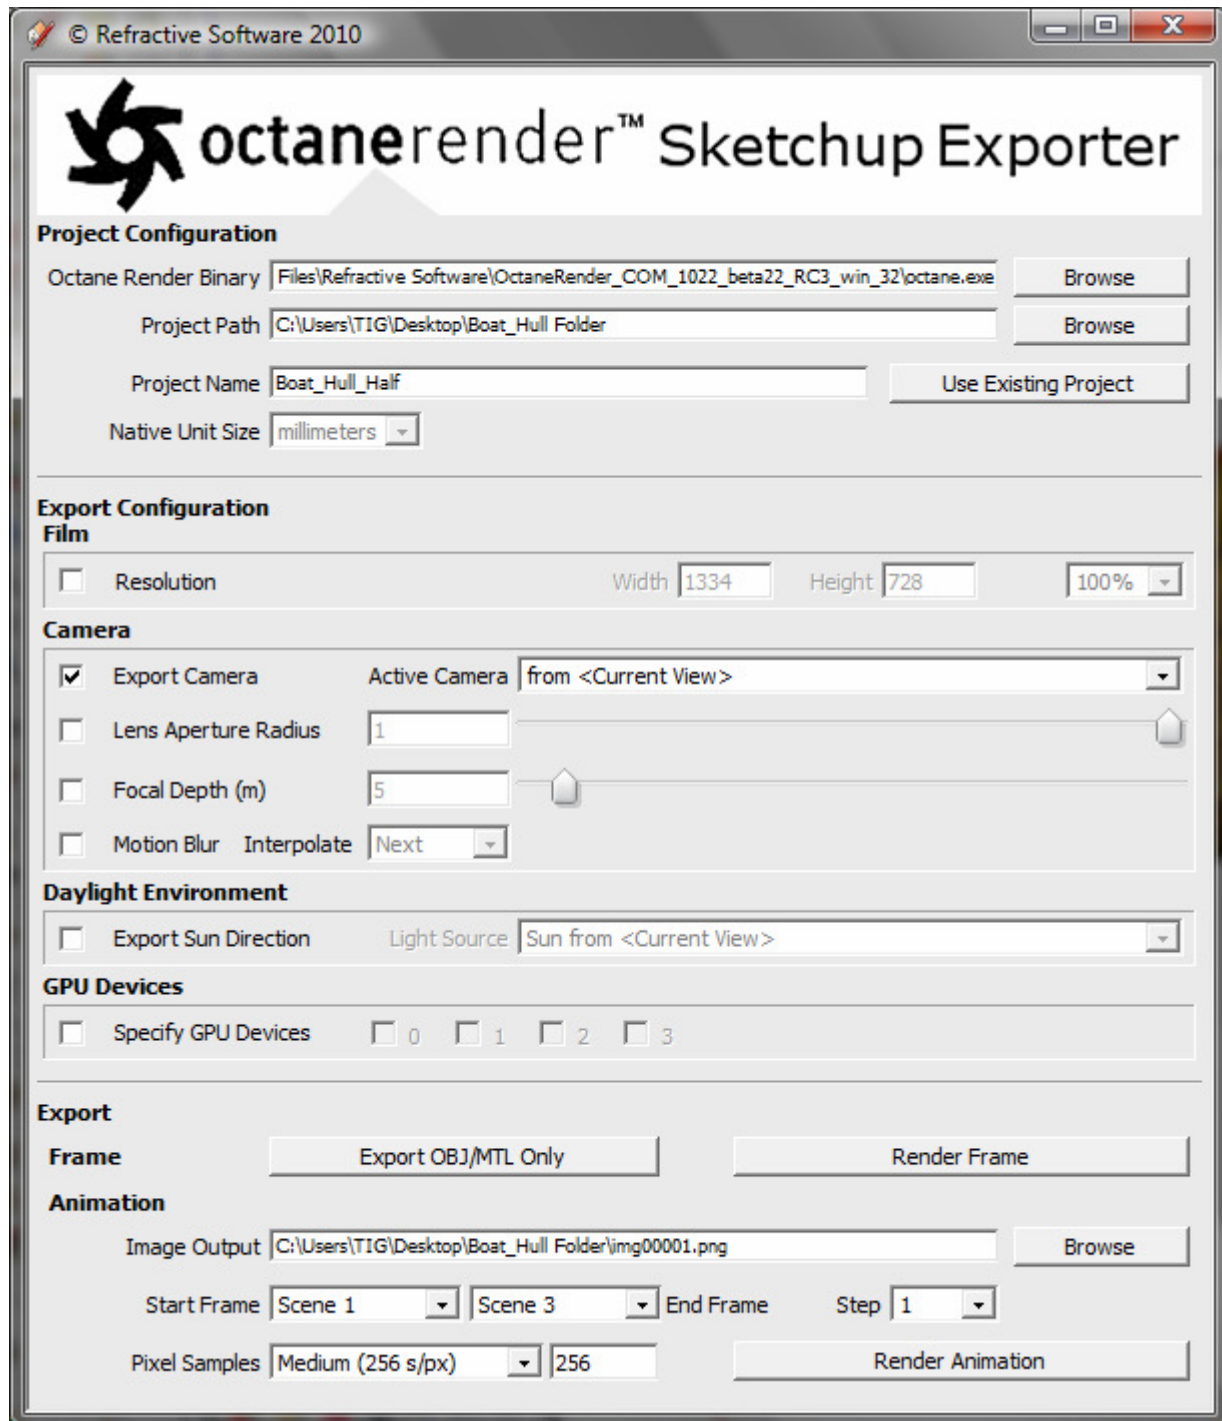 © Refractive Software 2010
octanerender™ Sketchup Exporter
Project Configuration
Octane Render Binary Files\Refractive Software\OctaneRender_COM_1022_beta22_RC3_win_32\octane.exe Browse
Project Path C:\Users\TIG\Desktop\Boat_Hull Folder Browse
Project Name Boat_Hull_Half Use Existing Project
Native Unit Size millimeters
Export Configuration
Film
Resolution Width 1334 Height 728 100%
Camera
Export Camera Active Camera from <Current View>
Lens Aperture Radius 1
Focal Depth (m) 5
Motion Blur Interpolate Next
Daylight Environment
Export Sun Direction Light Source Sun from <Current View>
GPU Devices
Specify GPU Devices 0 1 2 3
Export
Frame Export OBJ/MTL Only Render Frame
Animation
Image Output C:\Users\TIG\Desktop\Boat_Hull Folder\img00001.png Browse
Start Frame Scene 1 Scene 3 End Frame Step 1
Pixel Samples Medium (256 s/px) 256 Render Animation